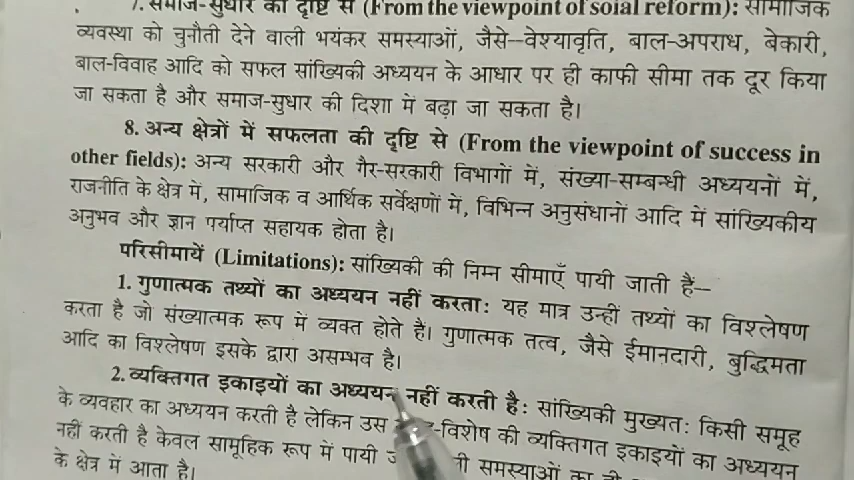 7. समाज-सुधार की दृष्टि से (From the viewpoint of soial reform): सामाजिक
व्यवस्था को चुनौती देने वाली भयंकर समस्याओं, जैसे—वेश्यावृति, बाल-अपराध, बेकारी,
बाल-विवाह आदि को सफल सांख्यिकी अध्ययन के आधार पर ही काफी सीमा तक दूर किया
जा सकता है और समाज-सुधार की दिशा में बढ़ा जा सकता है।
8. अन्य क्षेत्रों में सफलता की दृष्टि से (From the viewpoint of success in
other fields): अन्य सरकारी और गैर-सरकारी विभागों में, संख्या-सम्बन्धी अध्ययनों में,
राजनीति के क्षेत्र में, सामाजिक व आर्थिक सर्वेक्षणों में, विभिन्न अनुसंधानों आदि में सांख्यिकीय
अनुभव और ज्ञान पर्याप्त सहायक होता है।
परिसीमायें (Limitations): सांख्यिकी की निम्न सीमाएँ पायी जाती हैं—
1. गुणात्मक तथ्यों का अध्ययन नहीं करता: यह मात्र उन्हीं तथ्यों का विश्लेषण
करता है जो संख्यात्मक रूप में व्यक्त होते है। गुणात्मक तत्व, जैसे ईमानदारी, बुद्धिमता
आदि का विश्लेषण इसके द्वारा असम्भव है।
2. व्यक्तिगत इकाइयों का अध्ययन नहीं करती है: सांख्यिकी मुख्यत: किसी समूह
के व्यवहार का अध्ययन करती है लेकिन उस -विशेष की व्यक्तिगत इकाइयों का अध्ययन
नहीं करती है केवल सामूहिक रूप में पायी समस्याओं का ही
के क्षेत्र में आता है।